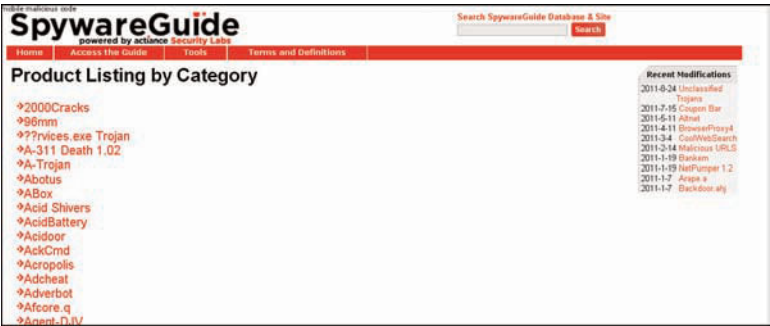 mobile malicious code
SpywareGuide
powered by actiance Security Labs
Search SpywareGuide Database & Site
Search
Home Access the Guide Tools Terms and Definitions
Product Listing by Category
2000Cracks
96mm
??rvices.exe Trojan
A-311 Death 1.02
A-Trojan
Abotus
ABox
Acid Shivers
AcidBattery
Acidoor
AckCmd
Acropolis
Adcheat
Adverbot
Afcore.q
Agent-DJV
Recent Modifications
2011-8-24 Unclassified
Trojans
2011-7-15 Coupon Bar
2011-5-11 Altnet
2011-4-11 BrowserProxy4
2011-3-4 CoolWebSearch
2011-2-14 Malicious URLS
2011-1-19 Bankem
2011-1-19 NetPumper 1.2
2011-1-7 Arape.a
2011-1-7 Backdoor.ahj